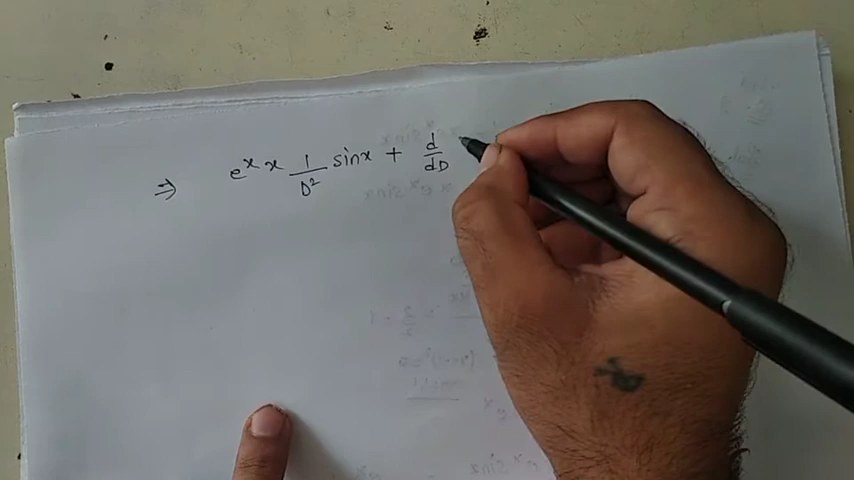 ⇒ eˣ x 1/D² sinx + d/dD